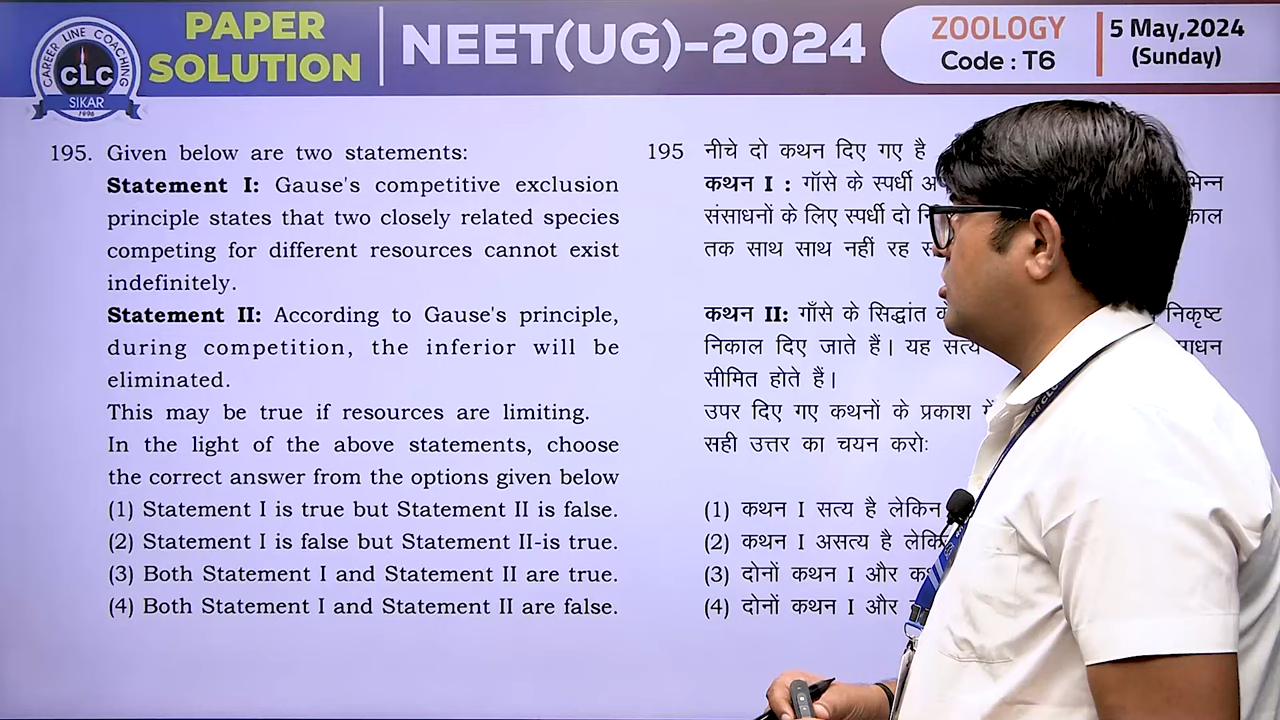 CAREER LINE COACHING
CLC
SIKAR
1996
PAPER
SOLUTION
NEET(UG)-2024
ZOOLOGY
Code : T6
5 May,2024
(Sunday)
195. Given below are two statements:
Statement I: Gause's competitive exclusion
principle states that two closely related species
competing for different resources cannot exist
indefinitely.
Statement II: According to Gause's principle,
during competition, the inferior will be
eliminated.
This may be true if resources are limiting.
In the light of the above statements, choose
the correct answer from the options given below
(1) Statement I is true but Statement II is false.
(2) Statement I is false but Statement II-is true.
(3) Both Statement I and Statement II are true.
(4) Both Statement I and Statement II are false.
195 नीचे दो कथन दिए गए है
कथन I : गॉसे के स्पर्धी
संसाधनों के लिए स्पर्धी दो
तक साथ साथ नहीं रह
कथन II: गॉसे के सिद्धांत निकृष्ट
निकाल दिए जाते हैं। यह सत्य
सीमित होते हैं।
उपर दिए गए कथनों के प्रकाश
सही उत्तर का चयन करो:
(1) कथन I सत्य है लेकिन
(2) कथन I असत्य है
(3) दोनों कथन I और
(4) दोनों कथन I और